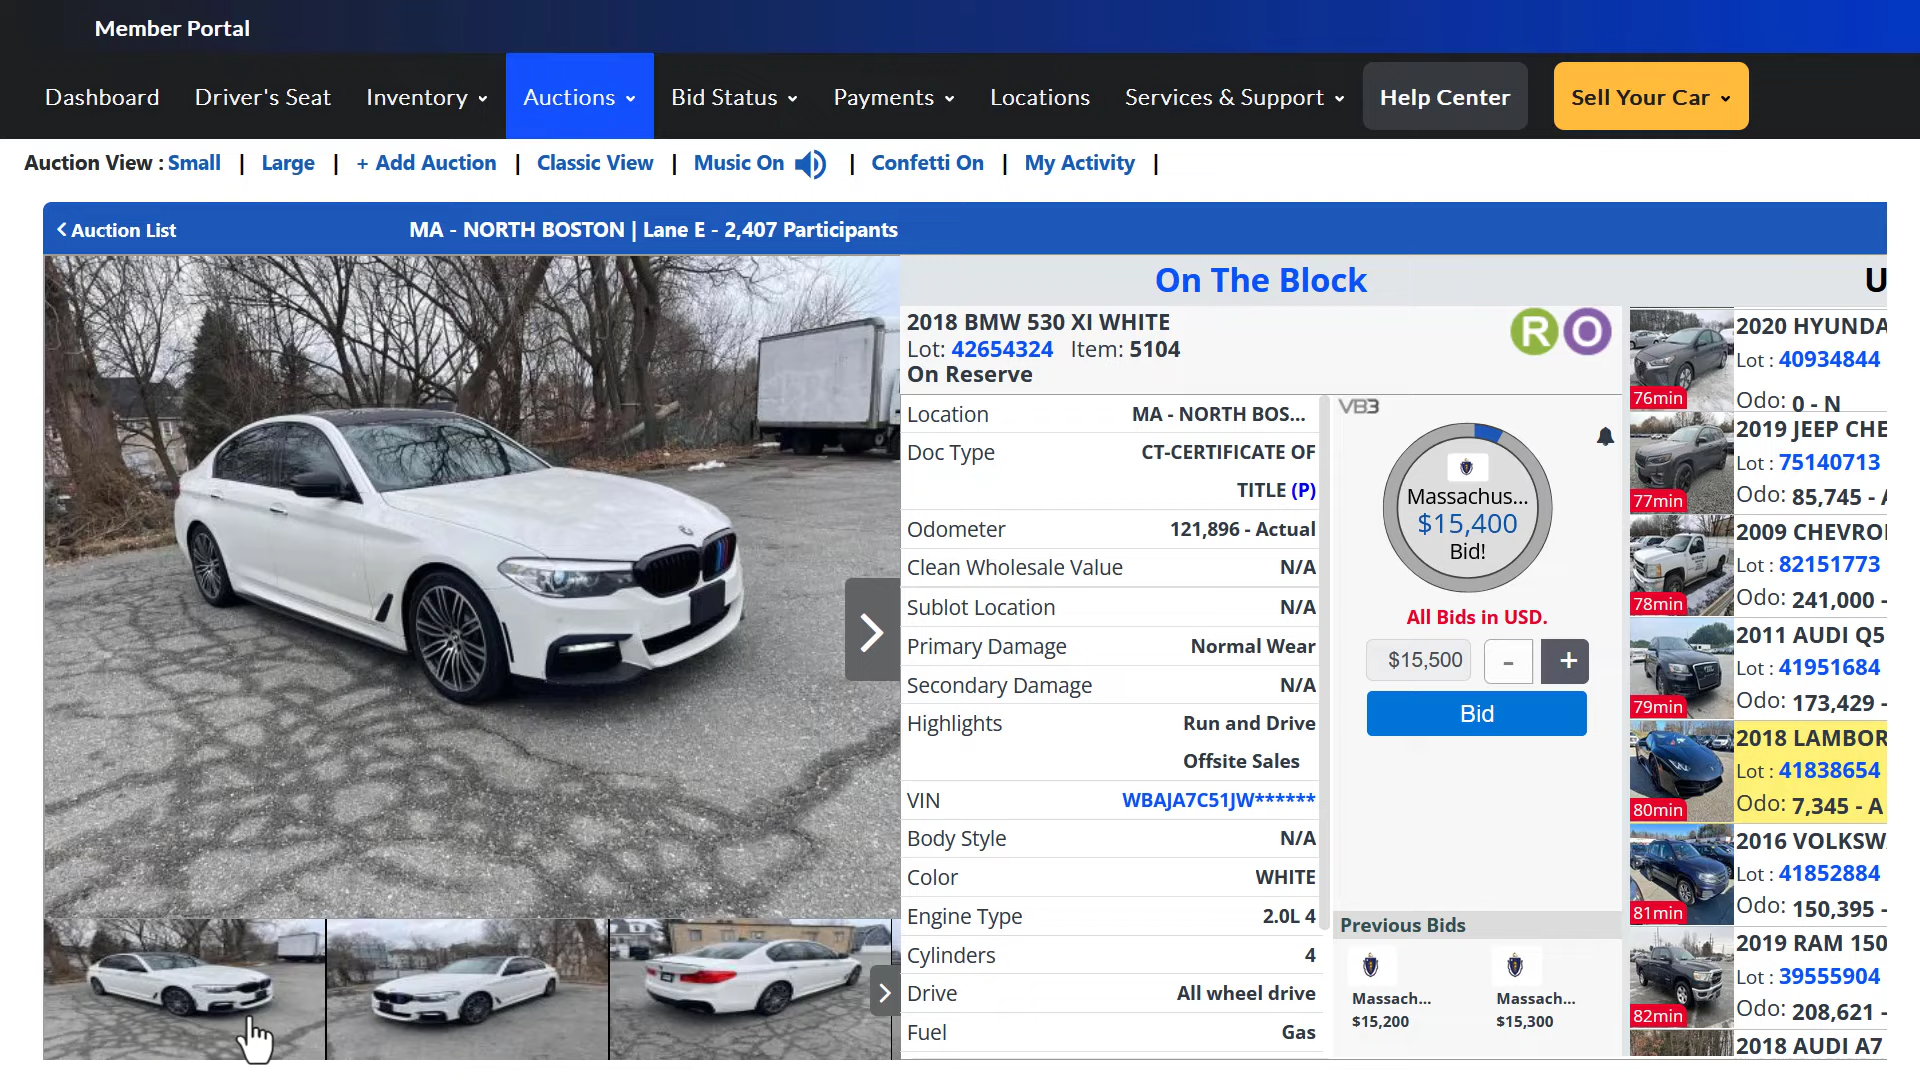 Member Portal
Dashboard Driver's Seat Inventory Auctions Bid Status Payments Locations Services & Support Help Center Sell Your Car
Auction View : Small | Large | + Add Auction | Classic View | Music On | Confetti On | My Activity |
Auction List
MA - NORTH BOSTON | Lane E - 2,407 Participants
On The Block
2018 BMW 530 XI WHITE
Lot: 42654324 Item: 5104
On Reserve
R O
Location MA - NORTH BOS...
Doc Type CT-CERTIFICATE OF
TITLE (P)
Odometer 121,896 - Actual
Clean Wholesale Value N/A
Sublot Location N/A
Primary Damage Normal Wear
Secondary Damage N/A
Highlights Run and Drive
Offsite Sales
VIN WBAJA7C51JW******
Body Style N/A
Color WHITE
Engine Type 2.0L 4
Cylinders 4
Drive All wheel drive
Fuel Gas
VB3
Massachus...
$15,400
Bid!
All Bids in USD.
$15,500 - +
Bid
Previous Bids
Massach... Massach...
$15,200 $15,300
U
2020 HYUNDA
Lot : 40934844
Odo: 0 - N
76min
2019 JEEP CHE
Lot : 75140713
Odo: 85,745 - A
77min
2009 CHEVROL
Lot : 82151773
Odo: 241,000 -
78min
2011 AUDI Q5
Lot : 41951684
Odo: 173,429 -
79min
2018 LAMBOR
Lot : 41838654
Odo: 7,345 - A
80min
2016 VOLKSW
Lot : 41852884
Odo: 150,395 -
81min
2019 RAM 150
Lot : 39555904
Odo: 208,621 -
82min
2018 AUDI A7